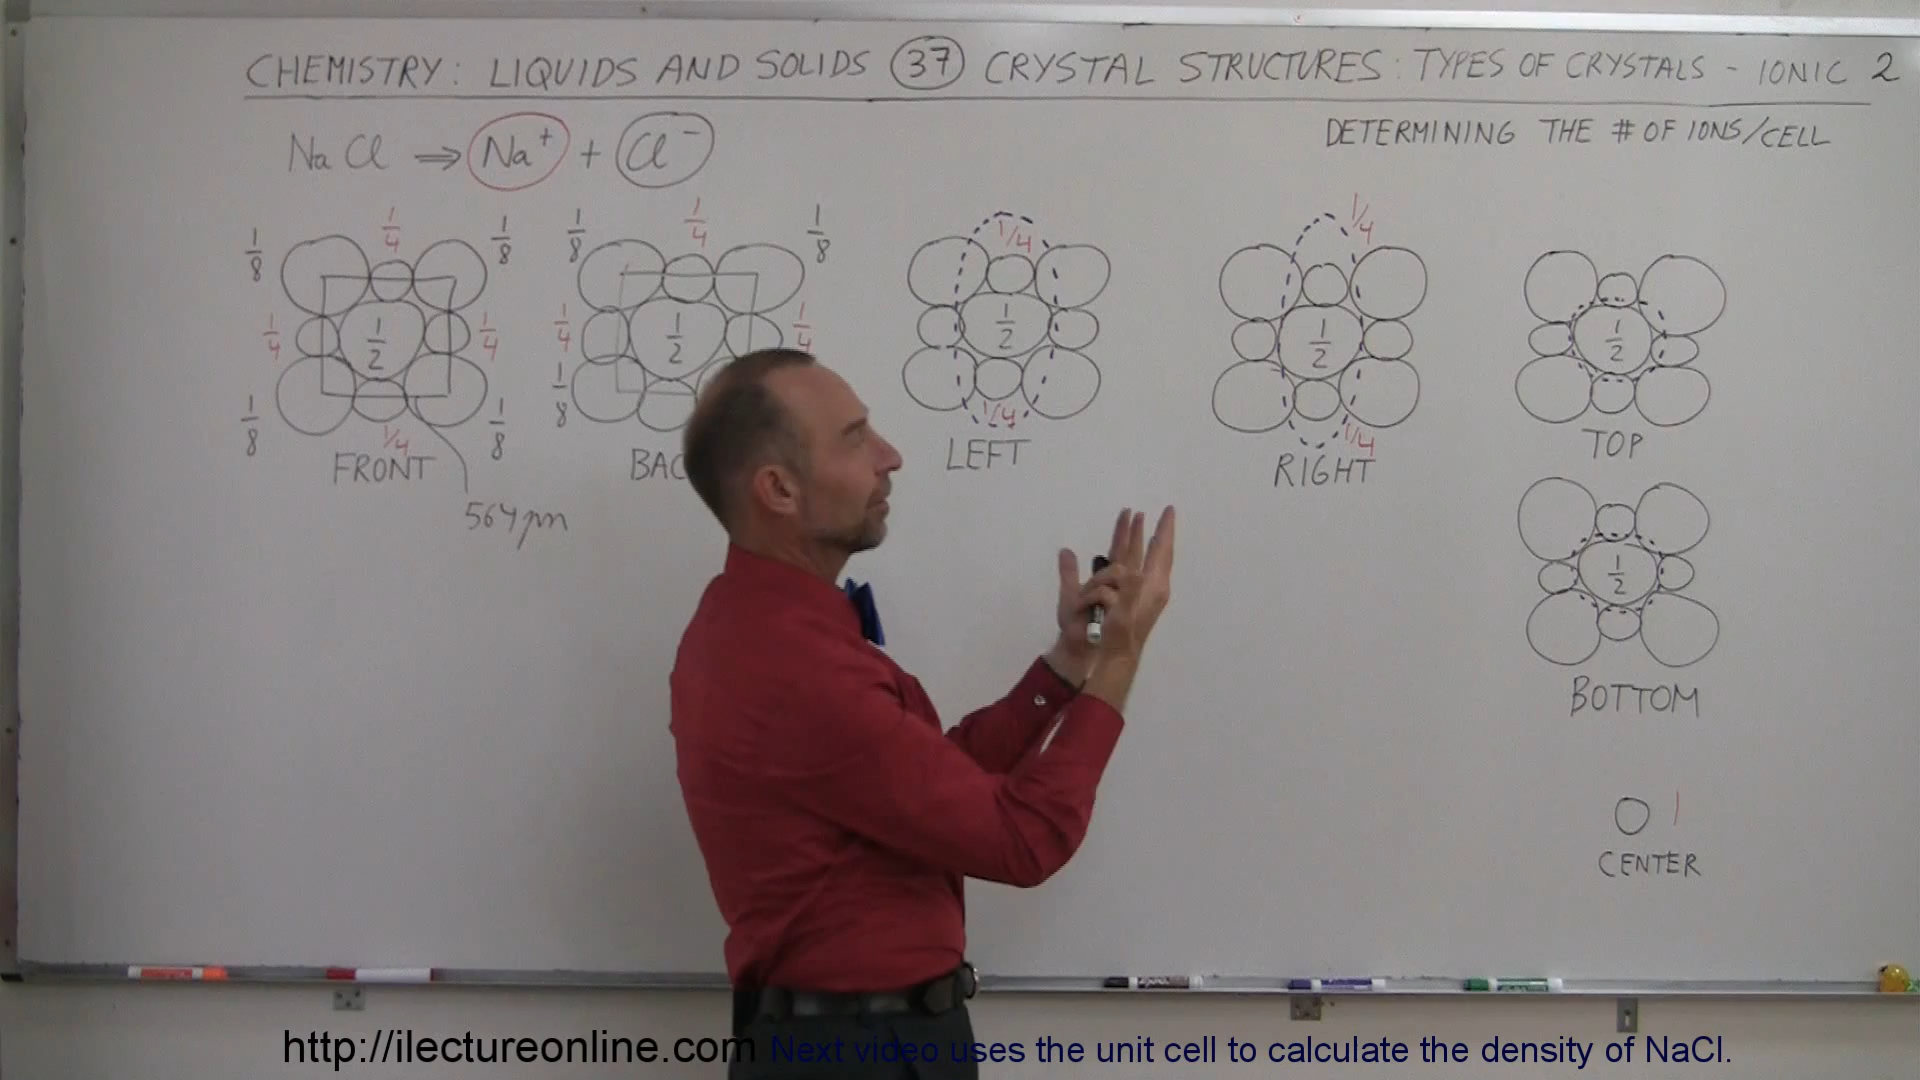 CHEMISTRY: LIQUIDS AND SOLIDS 37 CRYSTAL STRUCTURES: TYPES OF CRYSTALS - IONIC 2
DETERMINING THE # OF IONS/CELL
NaCl ⇒ Na⁺ + Cl⁻
1/8 1/4 1/8
1/4 1/2 1/4
1/8 1/4 1/8
FRONT
564pm
1/8 1/4 1/8
1/4 1/2 1/4
1/8
BAC
1/4
1/2
1/4
LEFT
1/4
1/2
1/4
RIGHT
1/2
TOP
1/2
BOTTOM
1
CENTER
http://ilectureonline.com Next video uses the unit cell to calculate the density of NaCl.